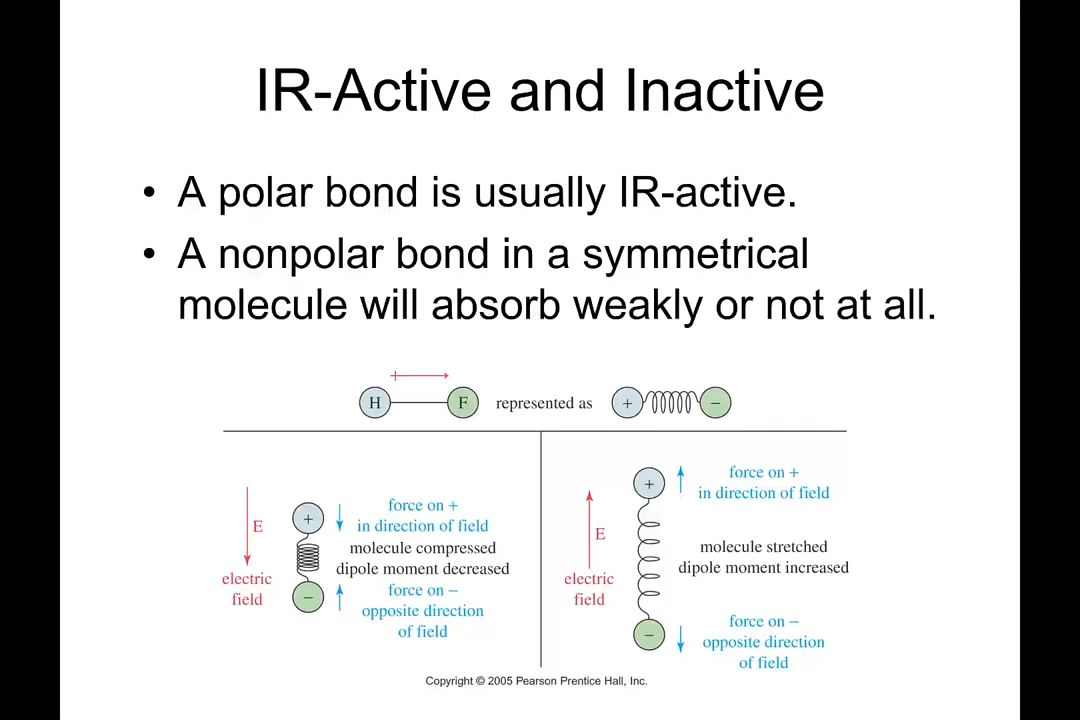 IR-Active and Inactive
• A polar bond is usually IR-active.
• A nonpolar bond in a symmetrical
molecule will absorb weakly or not at all.
H F represented as + −
E
electric
field
+
−
force on +
in direction of field
molecule compressed
dipole moment decreased
force on −
opposite direction
of field
E
electric
field
+
−
force on +
in direction of field
molecule stretched
dipole moment increased
force on −
opposite direction
of field
Copyright © 2005 Pearson Prentice Hall, Inc.